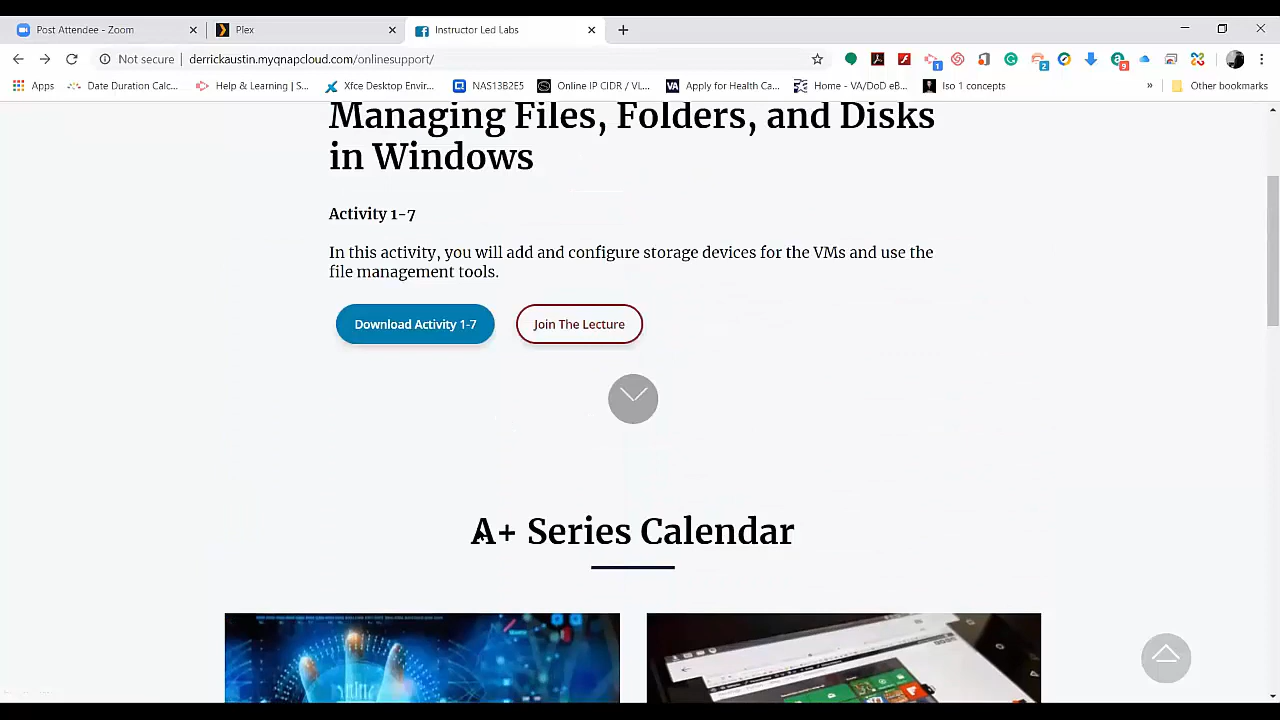 Post Attendee - Zoom
Plex
Instructor Led Labs
Not secure
derrickaustin.myqnapcloud.com/onlinesupport/
1
2
9
Apps
Date Duration Calc...
Help & Learning | S...
Xfce Desktop Envir...
NAS13B2E5
Online IP CIDR / VL...
VA
Apply for Health Ca...
Home - VA/DoD eB...
Iso 1 concepts
»
Other bookmarks
Managing Files, Folders, and Disks
in Windows
Activity 1-7
In this activity, you will add and configure storage devices for the VMs and use the
file management tools.
Download Activity 1-7
Join The Lecture
A+ Series Calendar